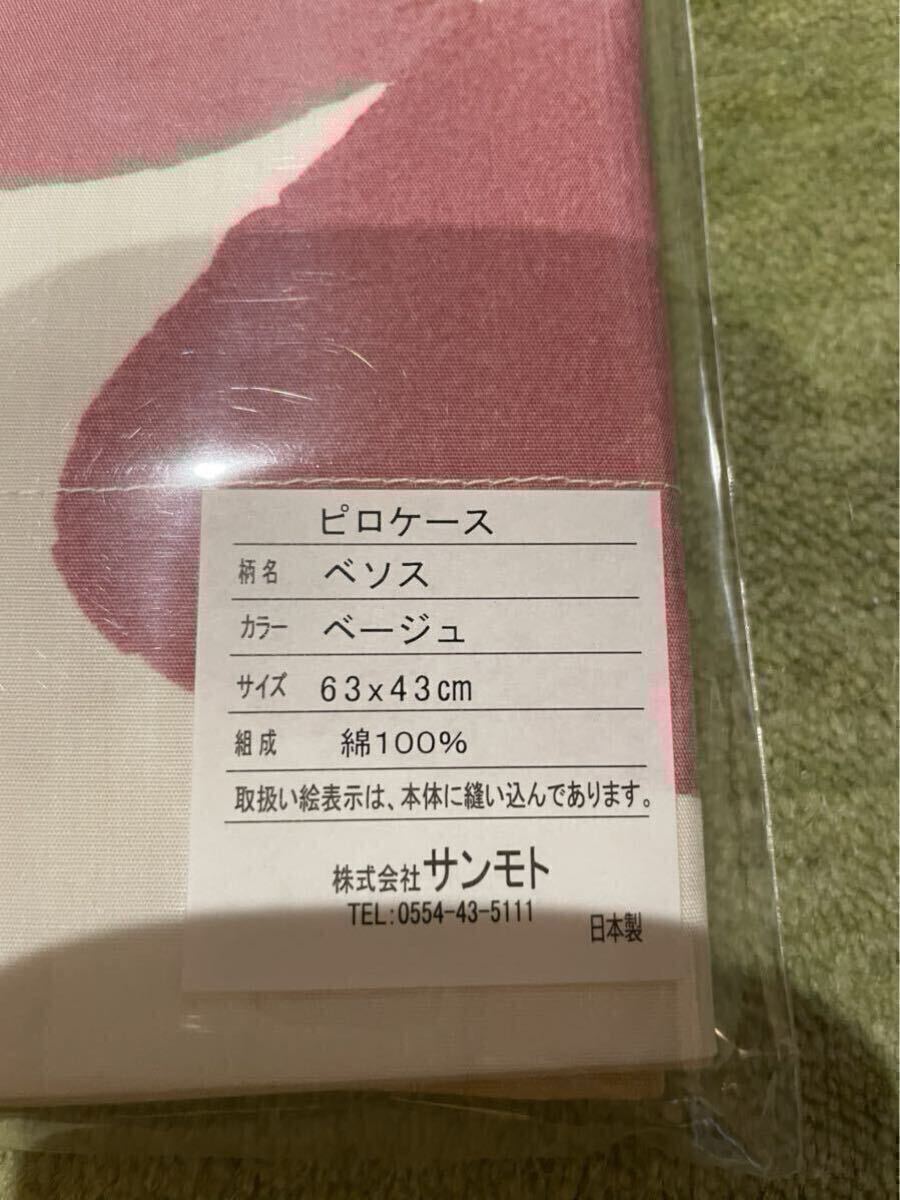 ピロケース
柄名 ベソス
カラー ベージュ
サイズ 63x43cm
組成 綿100%
取扱い絵表示は、本体に縫い込んであります。
株式会社サンモト
TEL:0554-43-5111
日本製